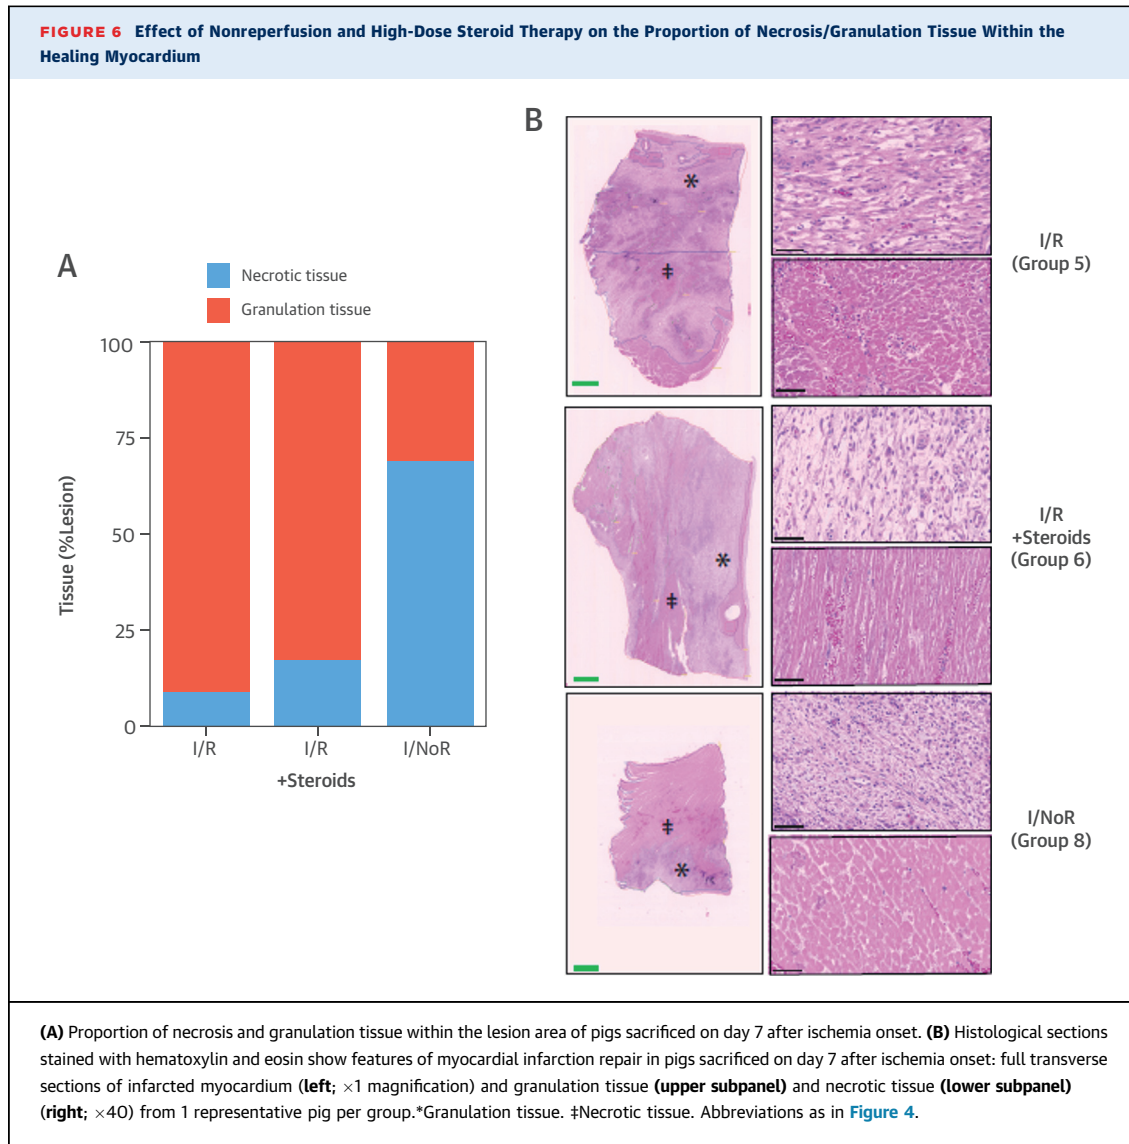 FIGURE 6 Effect of Nonreperfusion and High-Dose Steroid Therapy on the Proportion of Necrosis/Granulation Tissue Within the
Healing Myocardium
A
Necrotic tissue
Granulation tissue
Tissue (%Lesion)
100
75
50
25
0
I/R
I/R
+Steroids
I/NoR
B
*
‡
I/R
(Group 5)
*
‡
I/R
+Steroids
(Group 6)
‡
*
I/NoR
(Group 8)
(A) Proportion of necrosis and granulation tissue within the lesion area of pigs sacrificed on day 7 after ischemia onset. (B) Histological sections
stained with hematoxylin and eosin show features of myocardial infarction repair in pigs sacrificed on day 7 after ischemia onset: full transverse
sections of infarcted myocardium (left; ×1 magnification) and granulation tissue (upper subpanel) and necrotic tissue (lower subpanel)
(right; ×40) from 1 representative pig per group.*Granulation tissue. ‡Necrotic tissue. Abbreviations as in Figure 4.